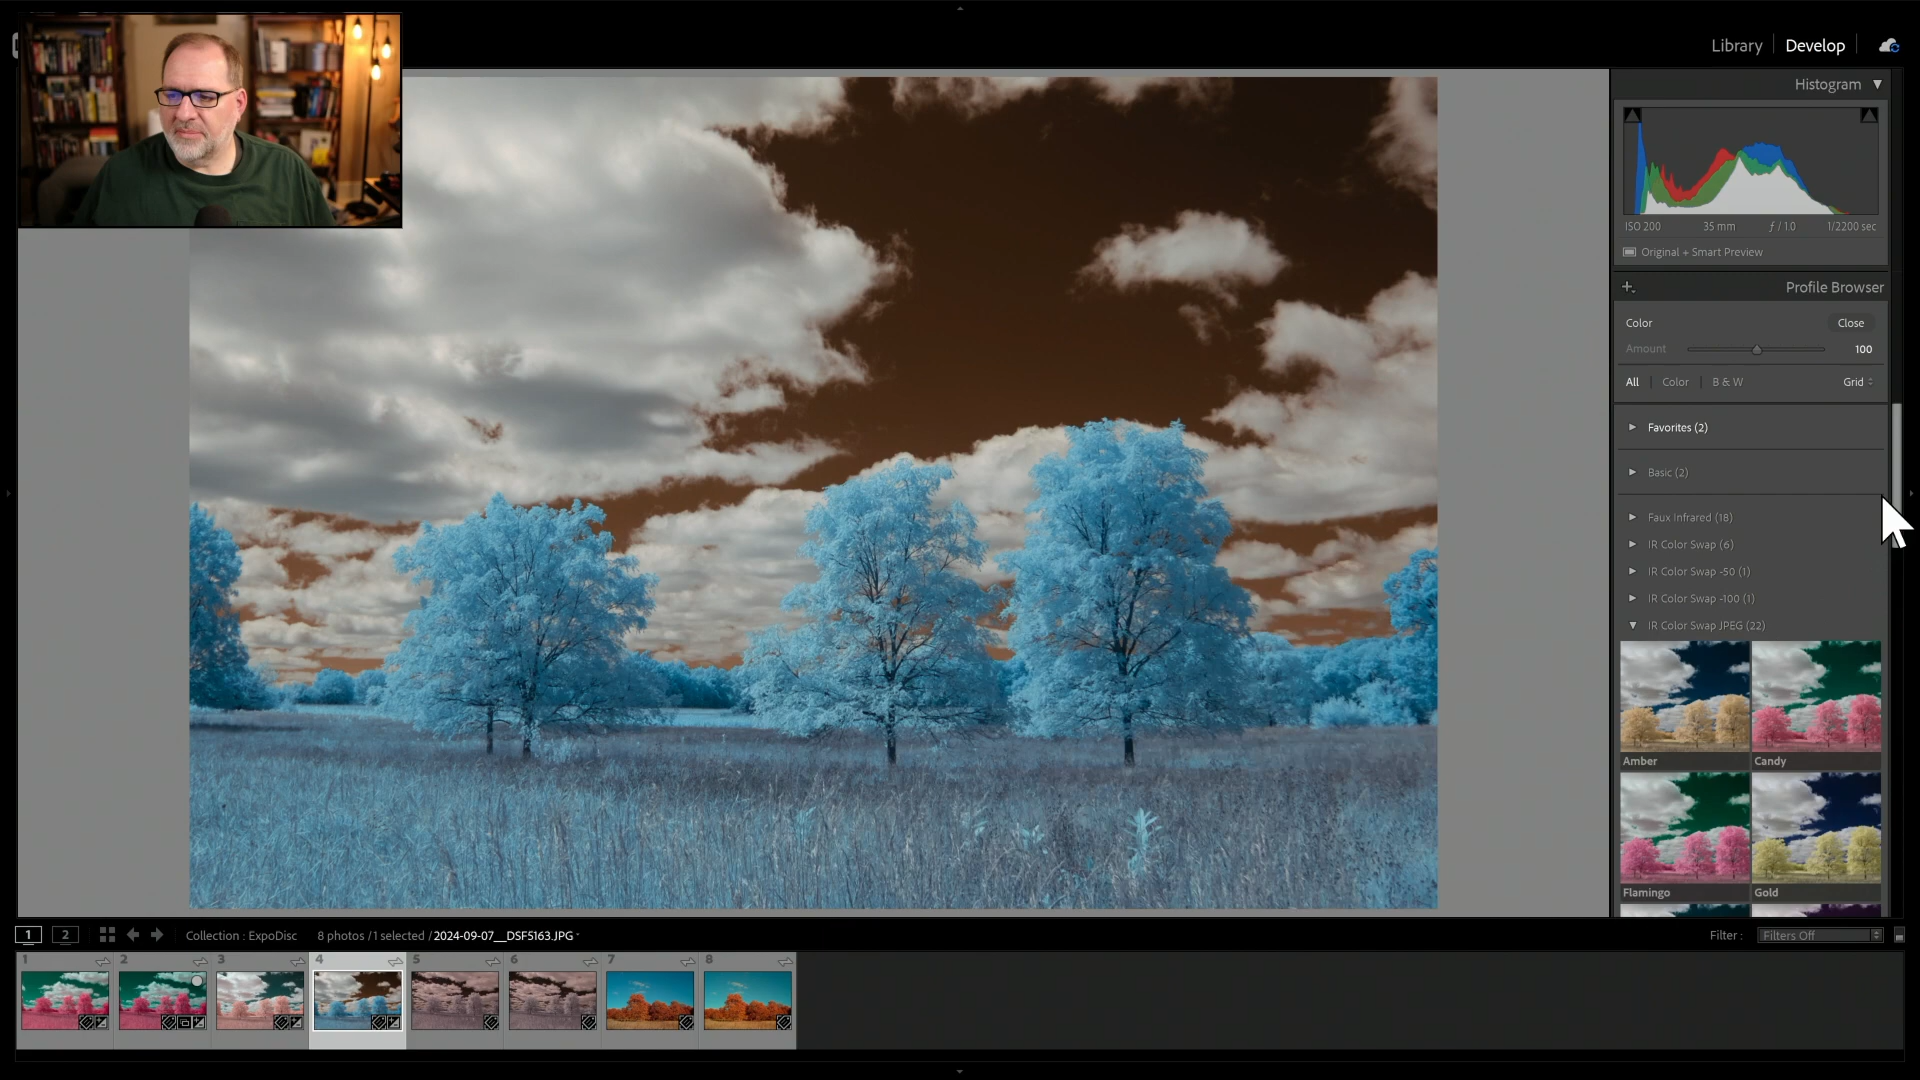 Library
Develop
Histogram
ISO 200 35 mm ƒ / 1.0 1/2200 sec
Original + Smart Preview
Profile Browser
Color Close
Amount 100
All Color B & W Grid
Favorites (2)
Basic (2)
Faux Infrared (18)
IR Color Swap (6)
IR Color Swap -50 (1)
IR Color Swap -100 (1)
IR Color Swap JPEG (22)
Amber Candy
Flamingo Gold
1 2 Collection : ExpoDisc 8 photos / 1 selected / 2024-09-07__DSF5163.JPG Filter : Filters Off
1 2 3 4 5 6 7 8